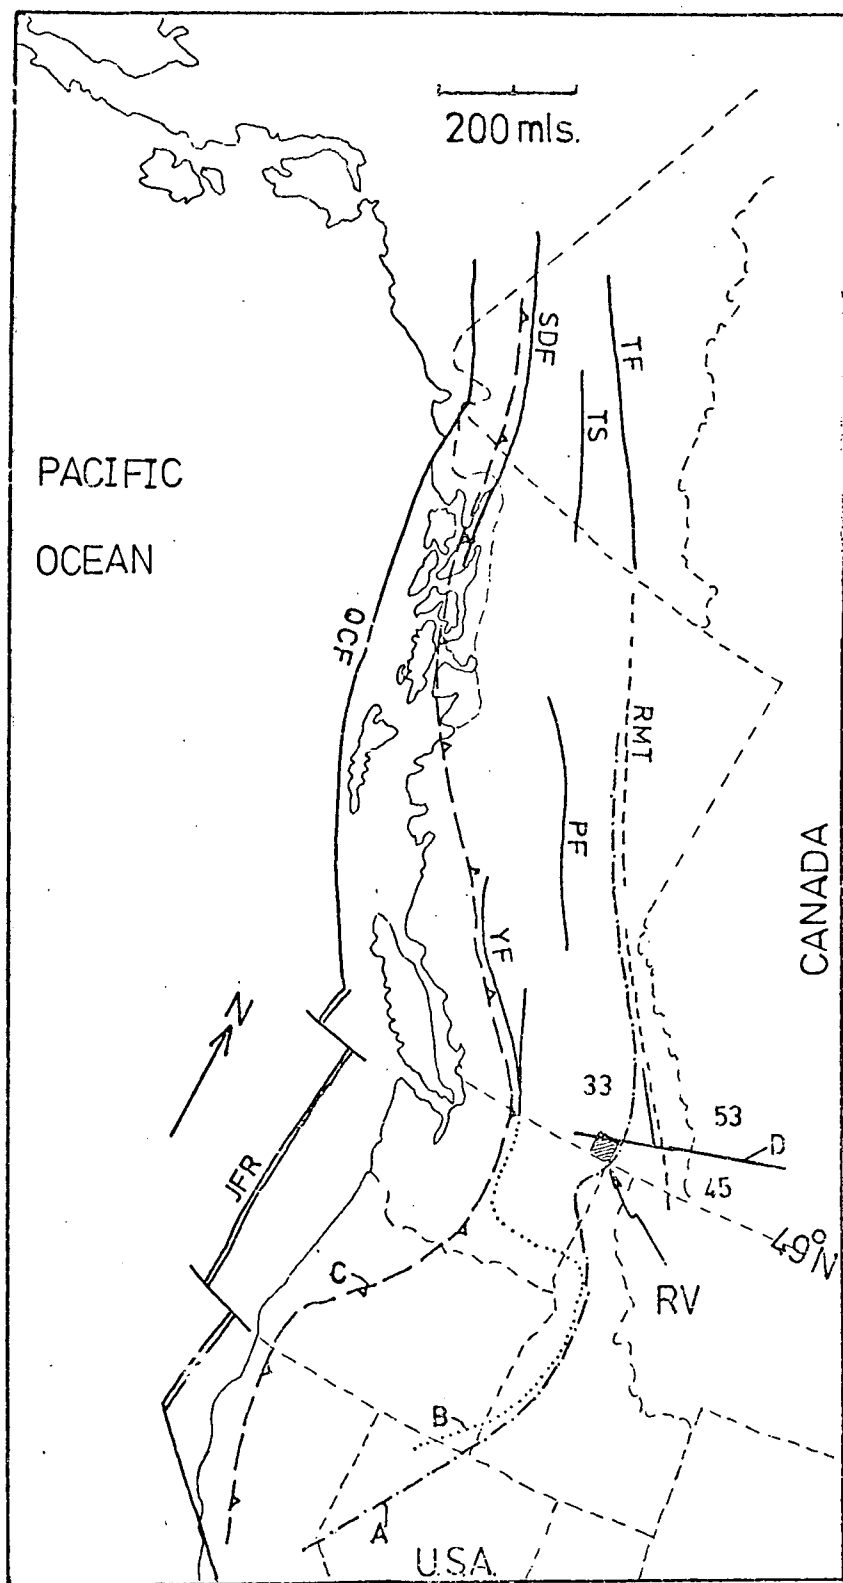 200 mls.
SDF
TF
TS
PACIFIC
OCEAN
QCF
RMT
PF
CANADA
YF
N
33
53
D
JFR
45
49°N
C
RV
B
A
U.S.A.